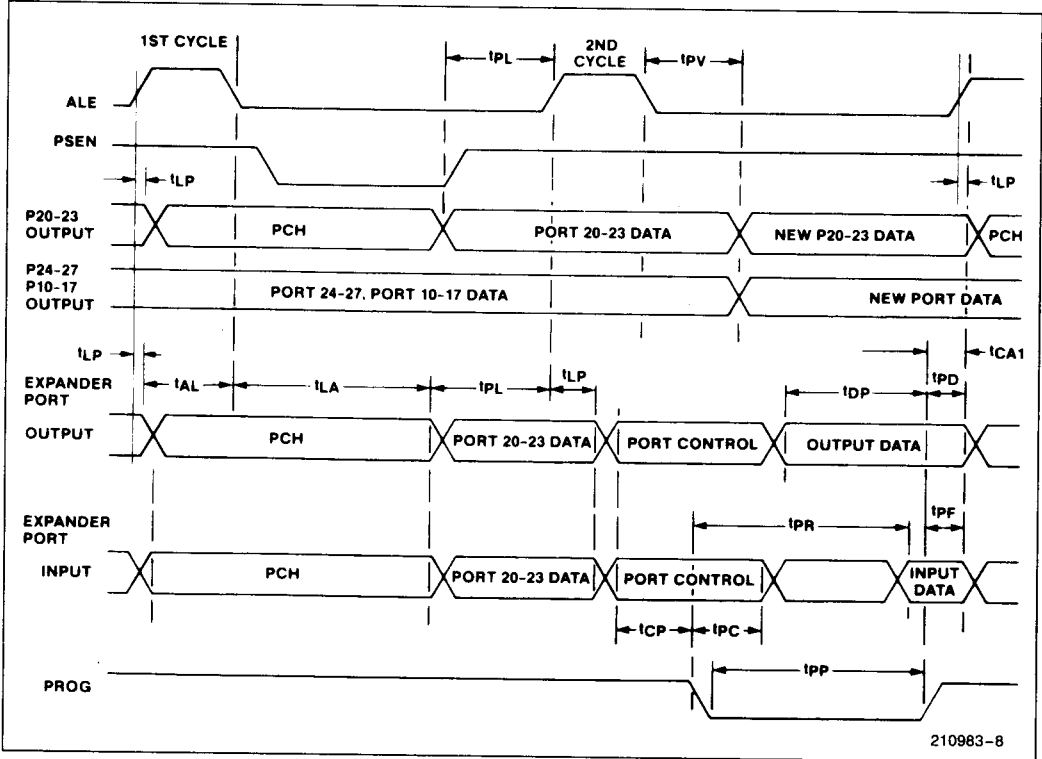 1ST CYCLE
2ND CYCLE
tPL
tPV
ALE
PSEN
tLP
tLP
P20-23 OUTPUT
PCH
PORT 20-23 DATA
NEW P20-23 DATA
PCH
P24-27
P10-17
OUTPUT
PORT 24-27, PORT 10-17 DATA
NEW PORT DATA
tLP
tCA1
EXPANDER PORT
tAL
tLA
tPL
tLP
tDP
tPD
OUTPUT
PCH
PORT 20-23 DATA
PORT CONTROL
OUTPUT DATA
EXPANDER PORT
tPR
tPF
INPUT
PCH
PORT 20-23 DATA
PORT CONTROL
INPUT DATA
tCP
tPC
tPP
PROG
210983-8